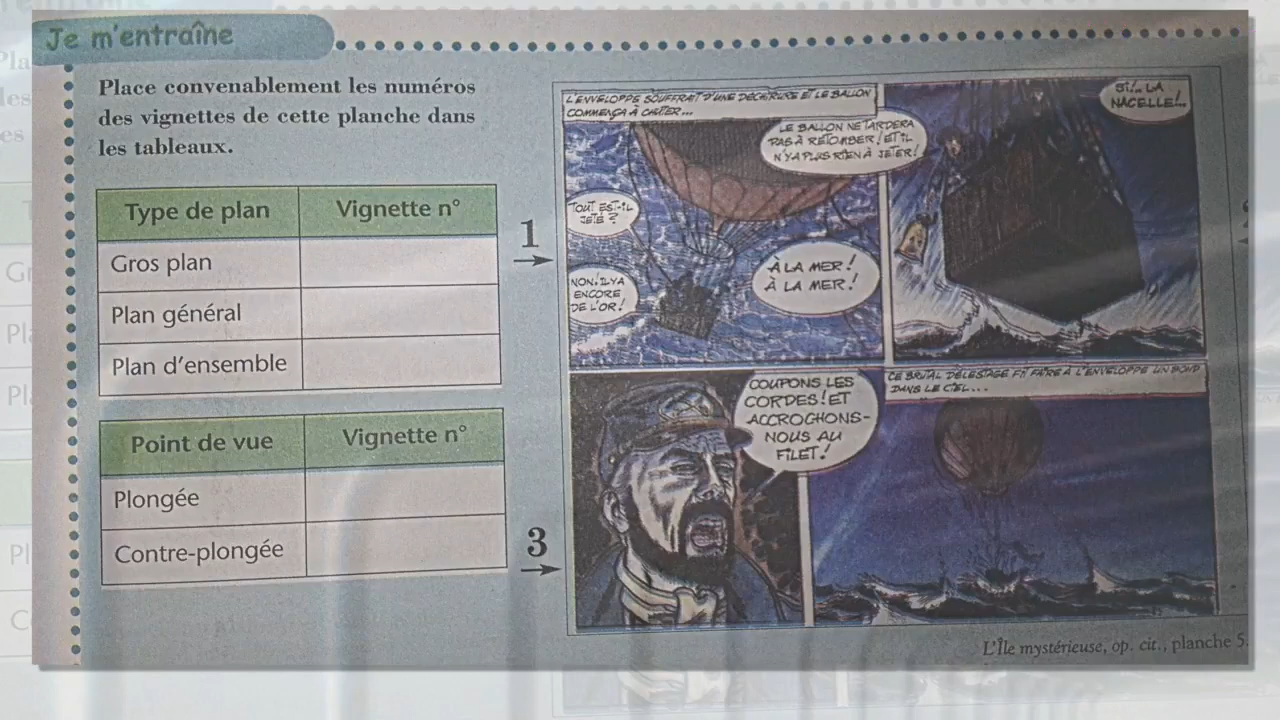 Je m'entraîne
Place convenablement les numéros
des vignettes de cette planche dans
les tableaux.
Type de plan
Vignette n°
Gros plan
Plan général
Plan d'ensemble
Point de vue
Vignette n°
Plongée
Contre-plongée
1
L'ENVELOPPE SOUFFRAIT D'UNE DÉCHIRURE ET LE BALLON
COMMENÇA À CHÛTER...
LE BALLON NE TARDERA
PAS À RETOMBER! ET IL
N'Y A PLUS RIEN À JETER!
TOUT EST-IL
JETÉ ?
NON! IL Y A
ENCORE
DE L'OR!
À LA MER!
À LA MER!
SI!.. LA
NACELLE!..
3
COUPONS LES
CORDES! ET
ACCROCHONS-
NOUS AU
FILET!
CE BRUTAL DÉLESTAGE FIT FAIRE À L'ENVELOPPE UN BOND
DANS LE CIEL...
L'Île mystérieuse, op. cit., planche 5.